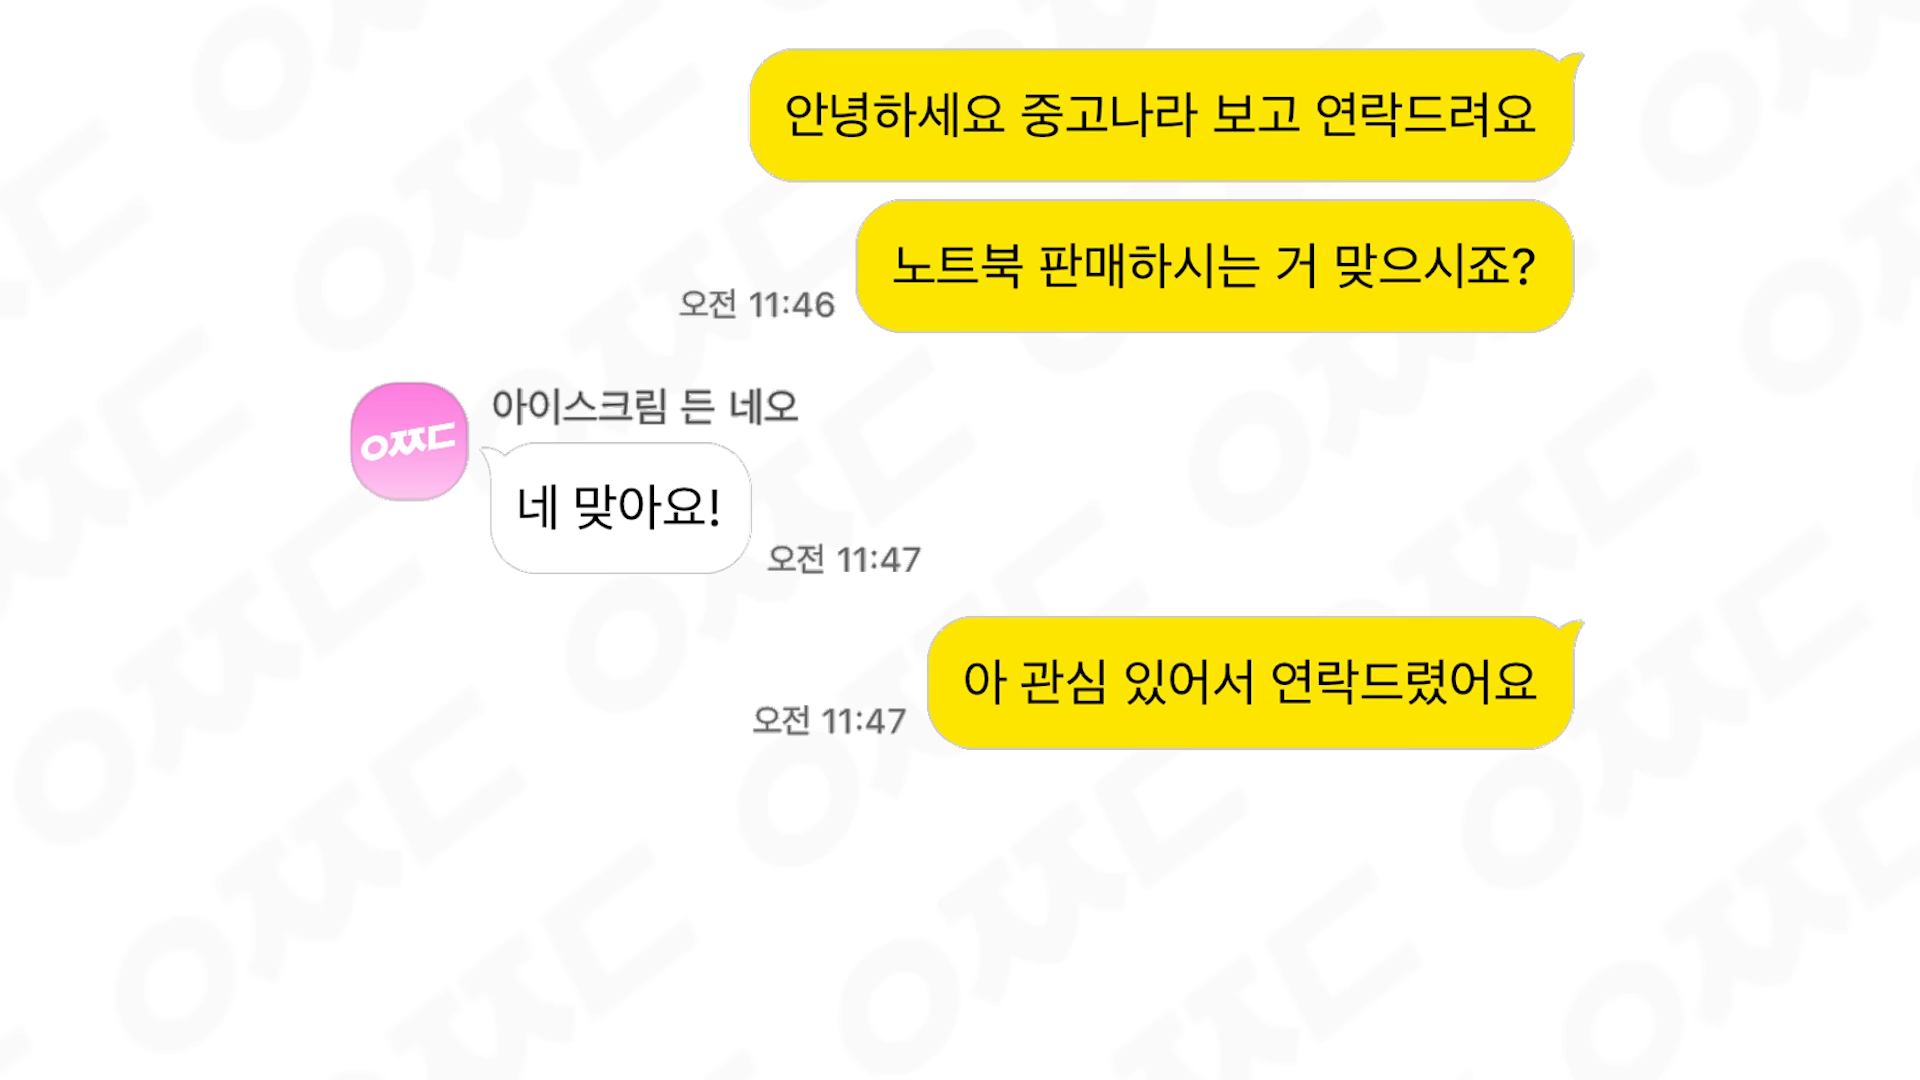 안녕하세요 중고나라 보고 연락드려요
노트북 판매하시는 거 맞으시죠?
오전 11:46
아이스크림 든 네오
네 맞아요!
오전 11:47
아 관심 있어서 연락드렸어요
오전 11:47